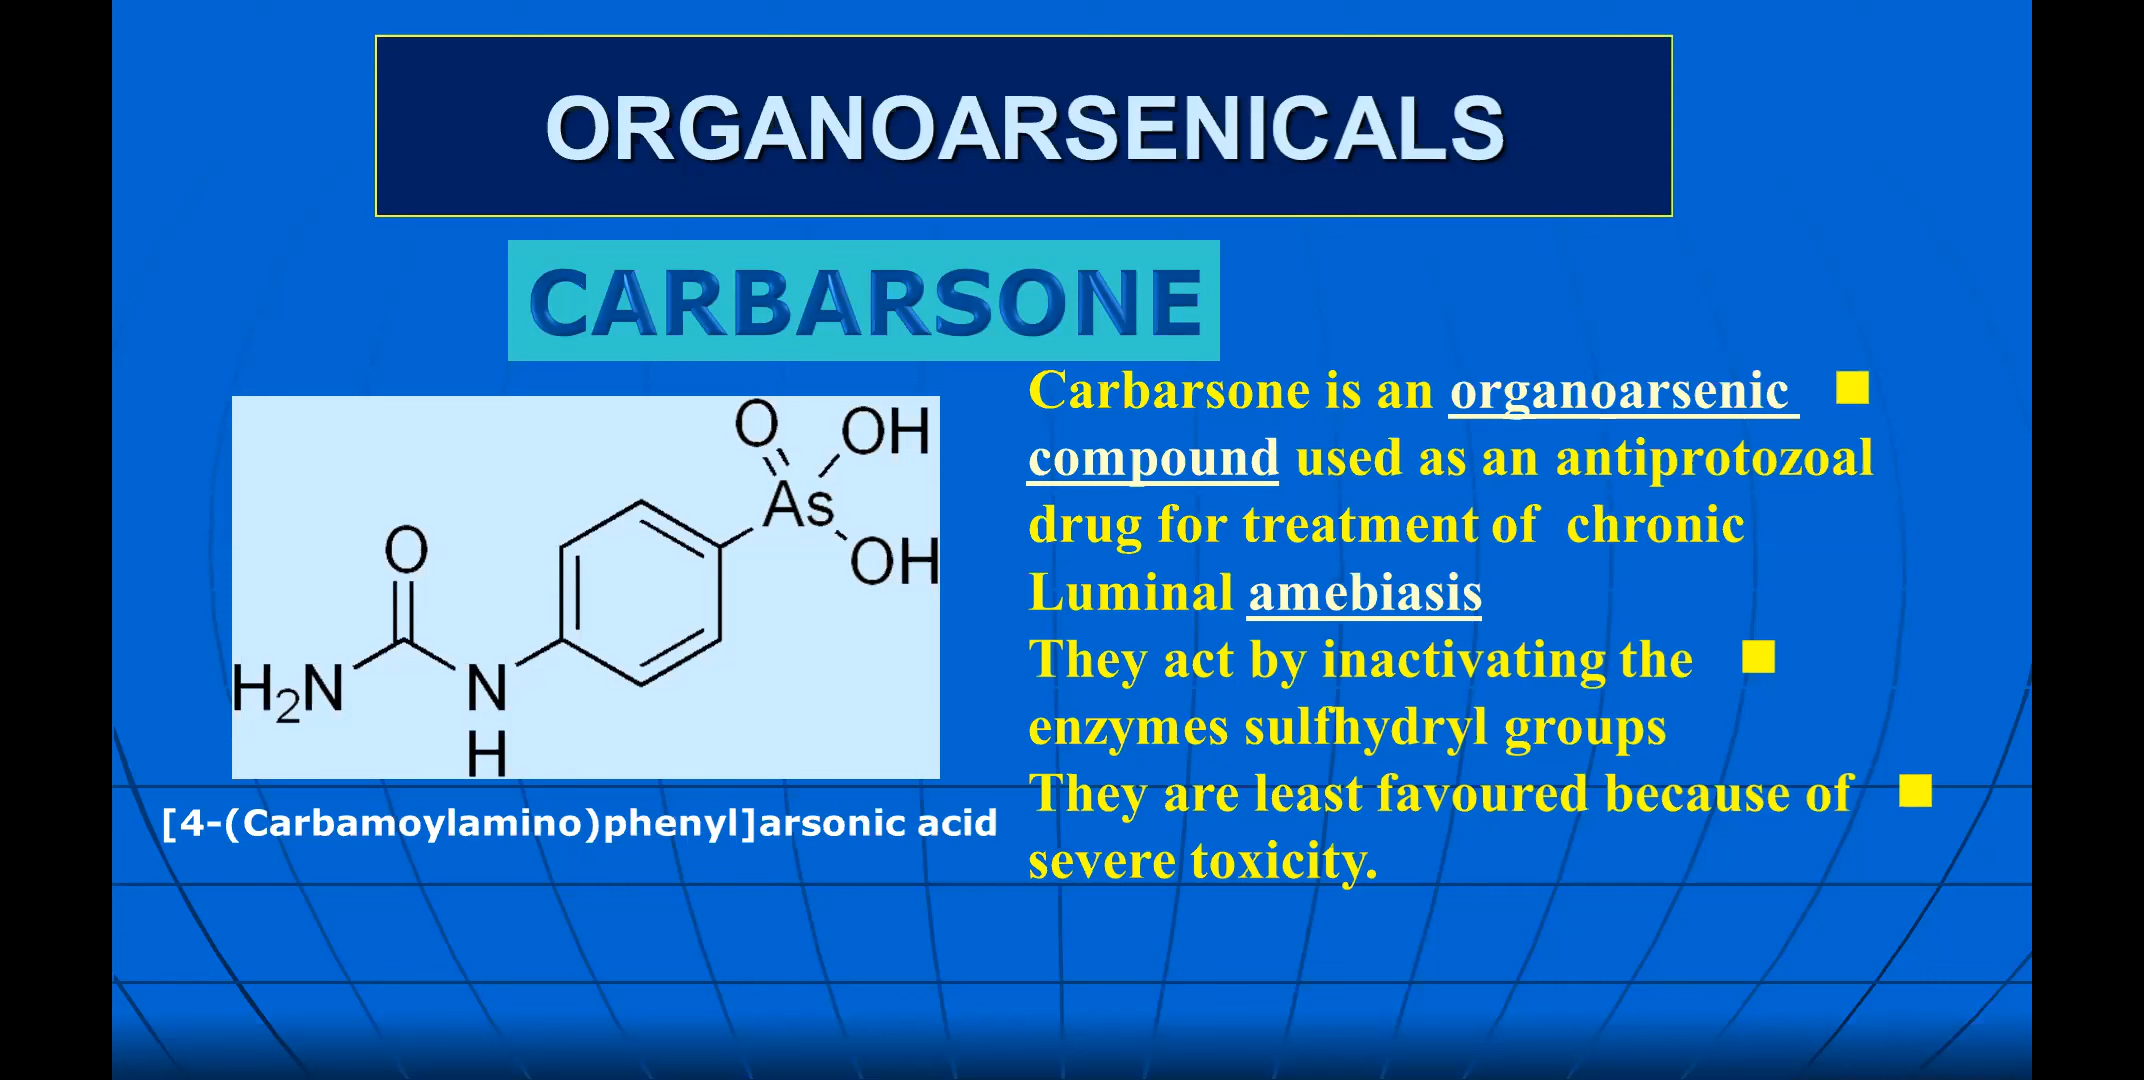 ORGANOARSENICALS
CARBARSONE
Carbarsone is an organoarsenic
compound used as an antiprotozoal
drug for treatment of chronic
Luminal amebiasis
They act by inactivating the
enzymes sulfhydryl groups
They are least favoured because of
severe toxicity.
O
OH
As
OH
O
H2N
N
H
[4-(Carbamoylamino)phenyl]arsonic acid